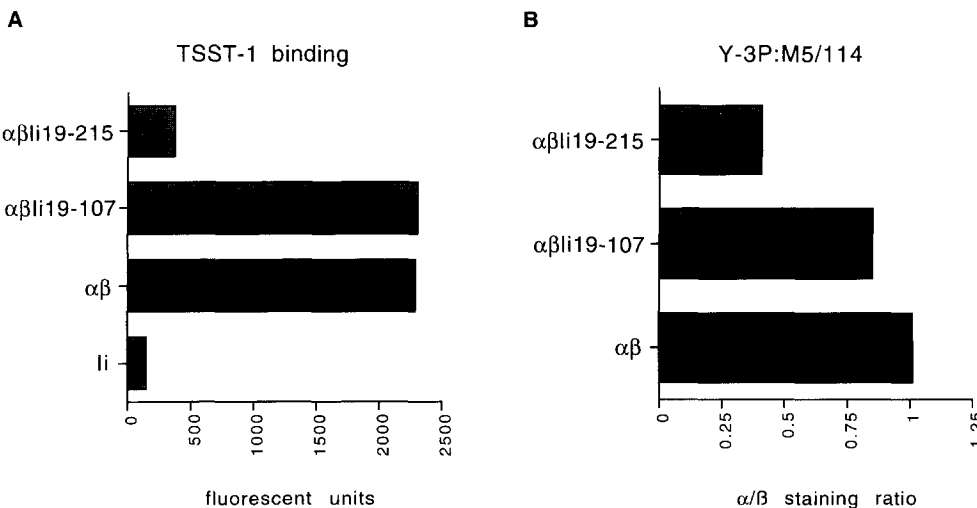 A
TSST-1 binding
αβIi19-215
αβIi19-107
αβ
Ii
0
500
1000
1500
2000
2500
fluorescent units
B
Y-3P:M5/114
αβIi19-215
αβIi19-107
αβ
0
0.25
0.5
0.75
1
1.25
α/β staining ratio